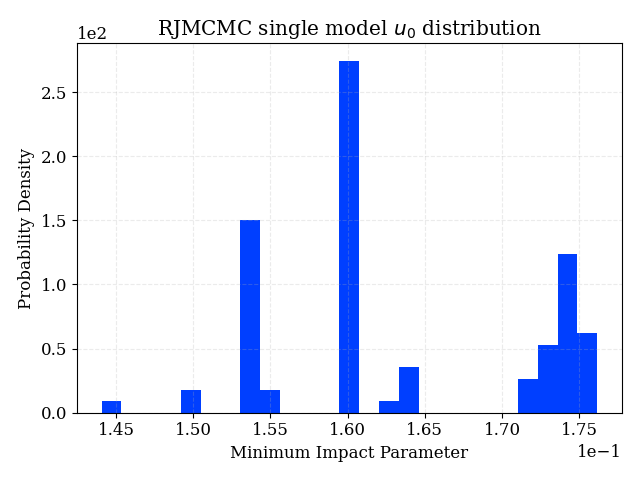 RJMCMC single model u₀ distribution
1e2
2.5
2.0
1.5
1.0
0.5
0.0
Probability Density
1.45 1.50 1.55 1.60 1.65 1.70 1.75
1e−1
Minimum Impact Parameter